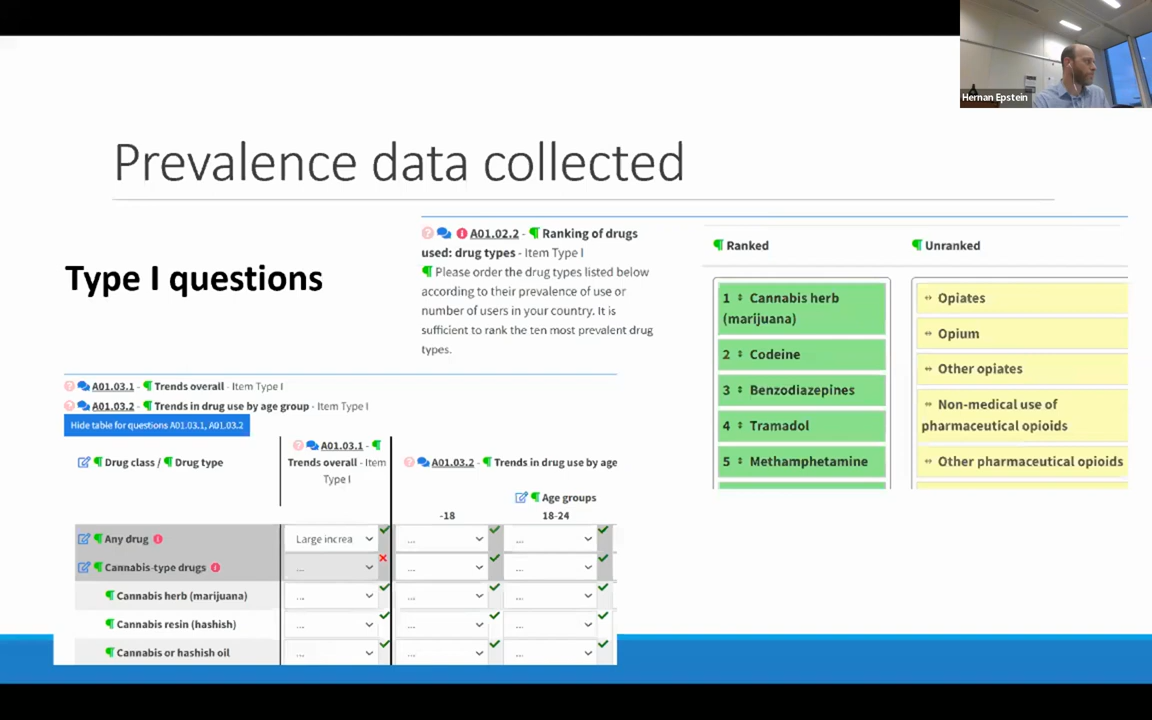 Hernan Epstein
Prevalence data collected
Type I questions
A01.02.2 - ¶ Ranking of drugs
used: drug types - Item Type I
¶ Please order the drug types listed below
according to their prevalence of use or
number of users in your country. It is
sufficient to rank the ten most prevalent drug
types.
¶ Ranked
1 Cannabis herb
(marijuana)
2 Codeine
3 Benzodiazepines
4 Tramadol
5 Methamphetamine
¶ Unranked
Opiates
Opium
Other opiates
Non-medical use of
pharmaceutical opioids
Other pharmaceutical opioids
A01.03.1 - ¶ Trends overall - Item Type I
A01.03.2 - ¶ Trends in drug use by age group - Item Type I
Hide table for questions A01.03.1, A01.03.2
¶ Drug class / ¶ Drug type
A01.03.1 - ¶
Trends overall - Item
Type I
A01.03.2 - ¶ Trends in drug use by age
¶ Age groups
-18 18-24
¶ Any drug Large increa ... ...
¶ Cannabis-type drugs ... ... ...
¶ Cannabis herb (marijuana) ... ... ...
¶ Cannabis resin (hashish) ... ... ...
¶ Cannabis or hashish oil ... ... ...